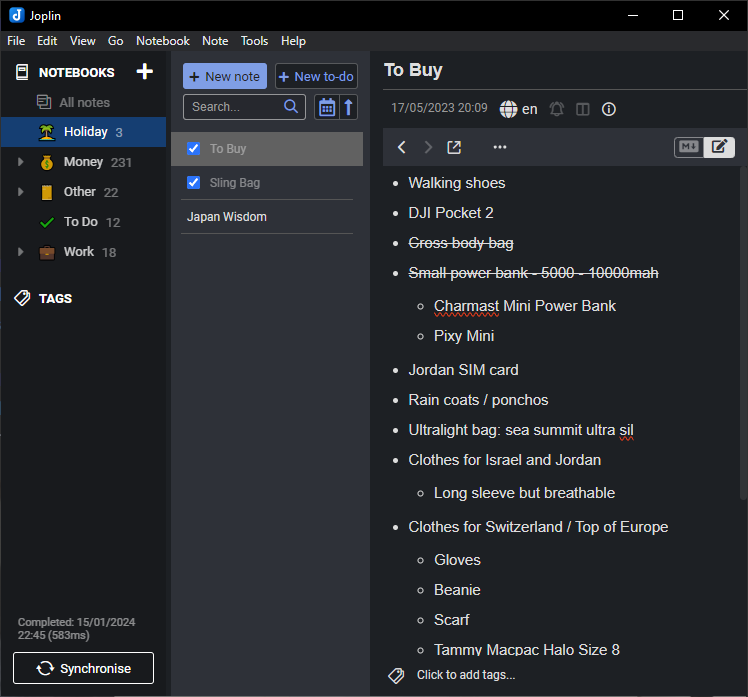 Joplin
File Edit View Go Notebook Note Tools Help
NOTEBOOKS
All notes
Holiday 3
Money 231
Other 22
To Do 12
Work 18
TAGS
Completed: 15/01/2024
22:45 (583ms)
Synchronise
+ New note
+ New to-do
Search...
To Buy
Sling Bag
Japan Wisdom
To Buy
17/05/2023 20:09 en
M
Walking shoes
DJI Pocket 2
Cross body bag
Small power bank - 5000 - 10000mah
Charmast Mini Power Bank
Pixy Mini
Jordan SIM card
Rain coats / ponchos
Ultralight bag: sea summit ultra sil
Clothes for Israel and Jordan
Long sleeve but breathable
Clothes for Switzerland / Top of Europe
Gloves
Beanie
Scarf
Tammy Macpac Halo Size 8
Click to add tags...